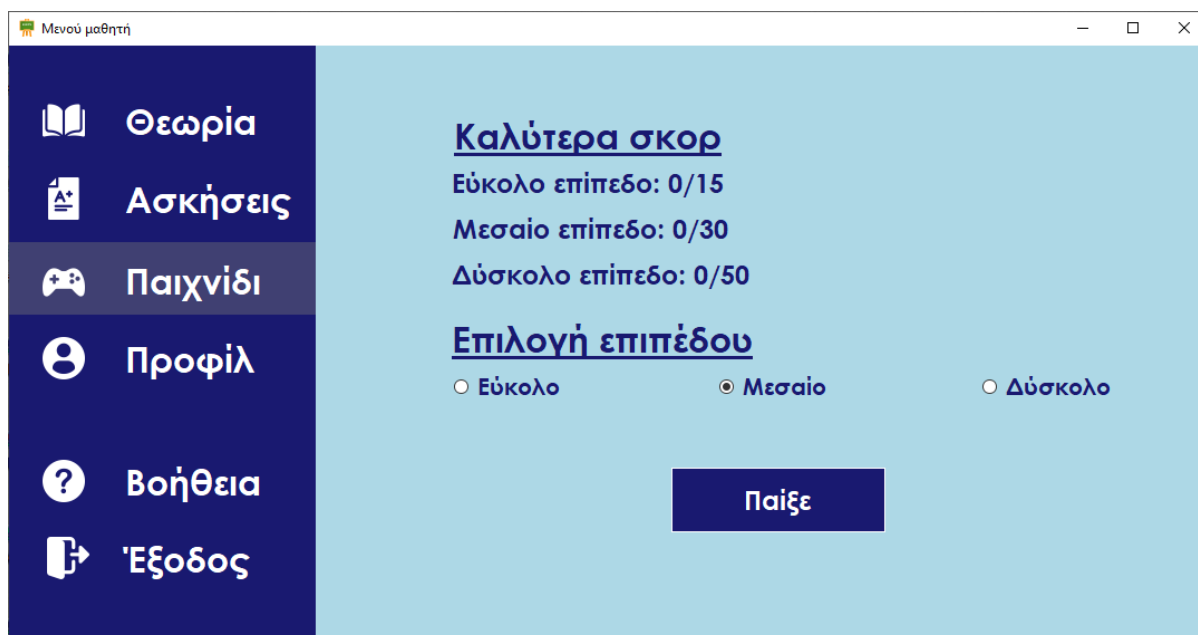 Μενού μαθητή
Θεωρία
Ασκήσεις
Παιχνίδι
Προφίλ
Βοήθεια
Έξοδος
Καλύτερα σκορ
Εύκολο επίπεδο: 0/15
Μεσαίο επίπεδο: 0/30
Δύσκολο επίπεδο: 0/50
Επιλογή επιπέδου
Εύκολο Μεσαίο Δύσκολο
Παίξε